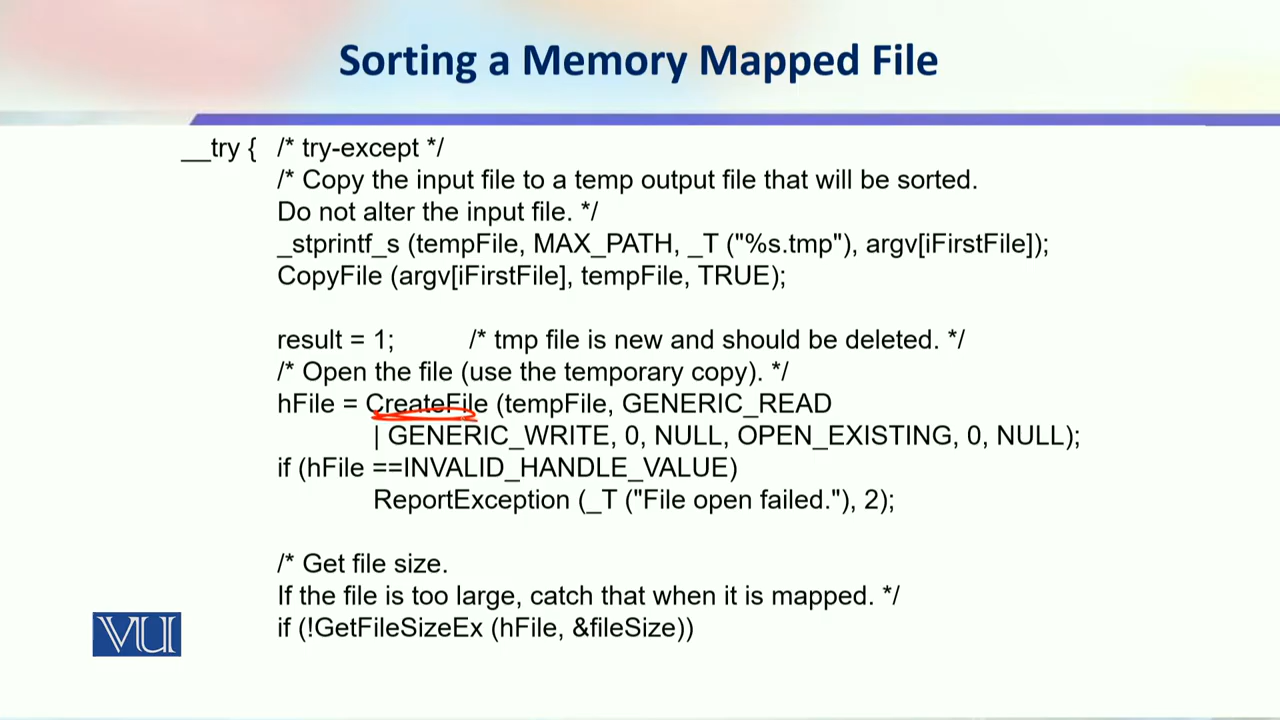 Sorting a Memory Mapped File
__try { /* try-except */
/* Copy the input file to a temp output file that will be sorted.
Do not alter the input file. */
_stprintf_s (tempFile, MAX_PATH, _T ("%s.tmp"), argv[iFirstFile]);
CopyFile (argv[iFirstFile], tempFile, TRUE);
result = 1; /* tmp file is new and should be deleted. */
/* Open the file (use the temporary copy). */
hFile = CreateFile (tempFile, GENERIC_READ
| GENERIC_WRITE, 0, NULL, OPEN_EXISTING, 0, NULL);
if (hFile ==INVALID_HANDLE_VALUE)
ReportException (_T ("File open failed."), 2);
/* Get file size.
If the file is too large, catch that when it is mapped. */
if (!GetFileSizeEx (hFile, &fileSize))
VU